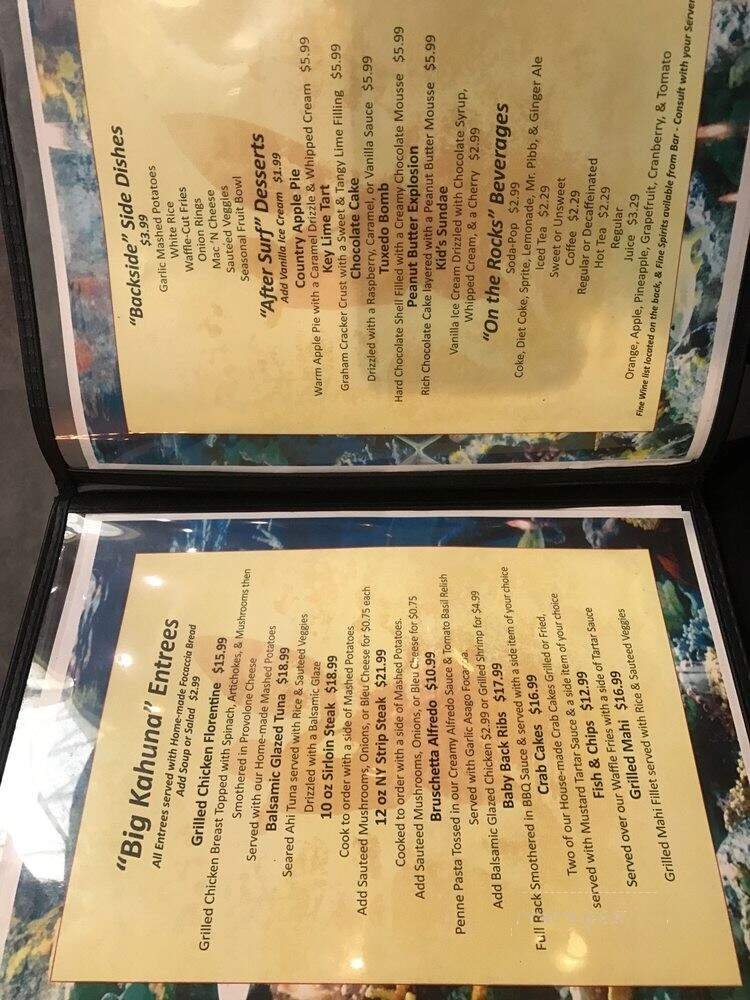 "Big Kahuna" Entrees
All Entrees served with Home-made Focaccia Bread
Add Soup or Salad $2.99
Grilled Chicken Florentine $15.99
Grilled Chicken Breast Topped with Spinach, Artichokes, & Mushrooms then
Smothered in Provolone Cheese
Served with our Home-made Mashed Potatoes
Balsamic Glazed Tuna $18.99
Seared Ahi Tuna served with Rice & Sauteed Veggies
Drizzled with a Balsamic Glaze
10 oz Sirloin Steak $18.99
Cook to order with a side of Mashed Potatoes
Add Sauteed Mushrooms, Onions, or Bleu Cheese for $0.75 each
12 oz NY Strip Steak $21.99
Cooked to order with a side of Mashed Potatoes.
Add Sauteed Mushrooms, Onions, or Bleu Cheese for $0.75
Bruschetta Alfredo $10.99
Penne Pasta Tossed in our Creamy Alfredo Sauce & Tomato Basil Relish
Served with Garlic Asago Focaccia.
Add Balsamic Glazed Chicken $2.99 or Grilled Shrimp for $4.99
Baby Back Ribs $17.99
Full Rack Smothered in BBQ Sauce & served with a side item of your choice
Crab Cakes $16.99
Two of our House-made Crab Cakes Grilled or Fried,
served with Mustard Tartar Sauce & a side item of your choice
Fish & Chips $12.99
Served over our Waffle Fries with a side of Tartar Sauce
Grilled Mahi $16.99
Grilled Mahi Fillet served with Rice & Sauteed Veggies
"Backside" Side Dishes
$3.99
Garlic Mashed Potatoes
White Rice
Waffle-Cut Fries
Onion Rings
Mac 'N Cheese
Sauteed Veggies
Seasonal Fruit Bowl
"After Surf" Desserts
Add Vanilla Ice Cream $1.99
Country Apple Pie
Warm Apple Pie with a Caramel Drizzle & Whipped Cream $5.99
Key Lime Tart
Graham Cracker Crust with a Sweet & Tangy Lime Filling $5.99
Chocolate Cake
Drizzled with a Raspberry, Caramel, or Vanilla Sauce $5.99
Tuxedo Bomb
Hard Chocolate Shell Filled with a Creamy Chocolate Mousse $5.99
Peanut Butter Explosion
Rich Chocolate Cake layered with a Peanut Butter Mousse $5.99
Kid's Sundae
Vanilla Ice Cream Drizzled with Chocolate Syrup,
Whipped Cream, & a Cherry $2.99
"On the Rocks" Beverages
Soda-Pop $2.99
Coke, Diet Coke, Sprite, Lemonade, Mr. Pibb, & Ginger Ale
Iced Tea $2.29
Sweet or Unsweet
Coffee $2.29
Regular or Decaffeinated
Hot Tea $2.29
Regular
Juice $3.29
Orange, Apple, Pineapple, Grapefruit, Cranberry, & Tomato
Fine Wine list located on the back, & Fine Spirits available from Bar - Consult with your Server